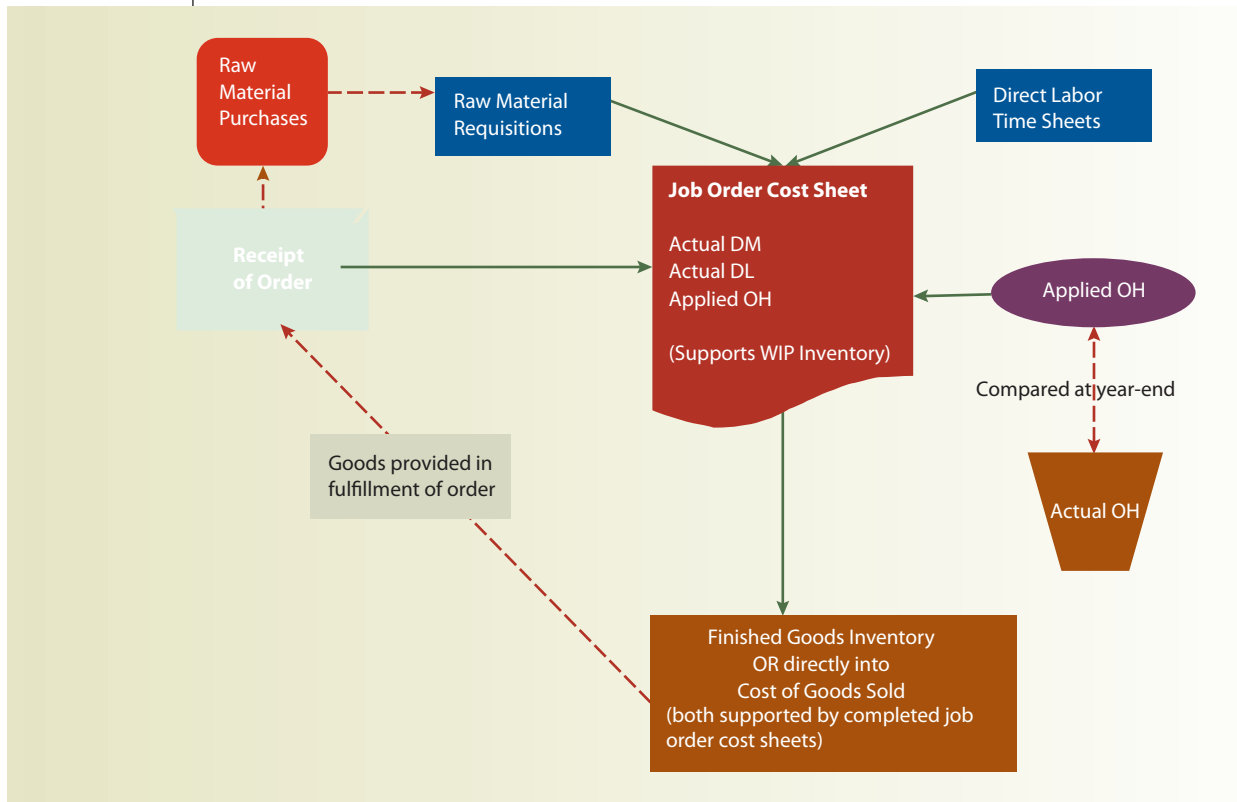 Raw
Material
Purchases
Raw Material
Requisitions
Direct Labor
Time Sheets
Job Order Cost Sheet
Actual DM
Actual DL
Applied OH
(Supports WIP Inventory)
Receipt
of Order
Applied OH
Compared at year-end
Goods provided in
fulfillment of order
Actual OH
Finished Goods Inventory
OR directly into
Cost of Goods Sold
(both supported by completed job
order cost sheets)